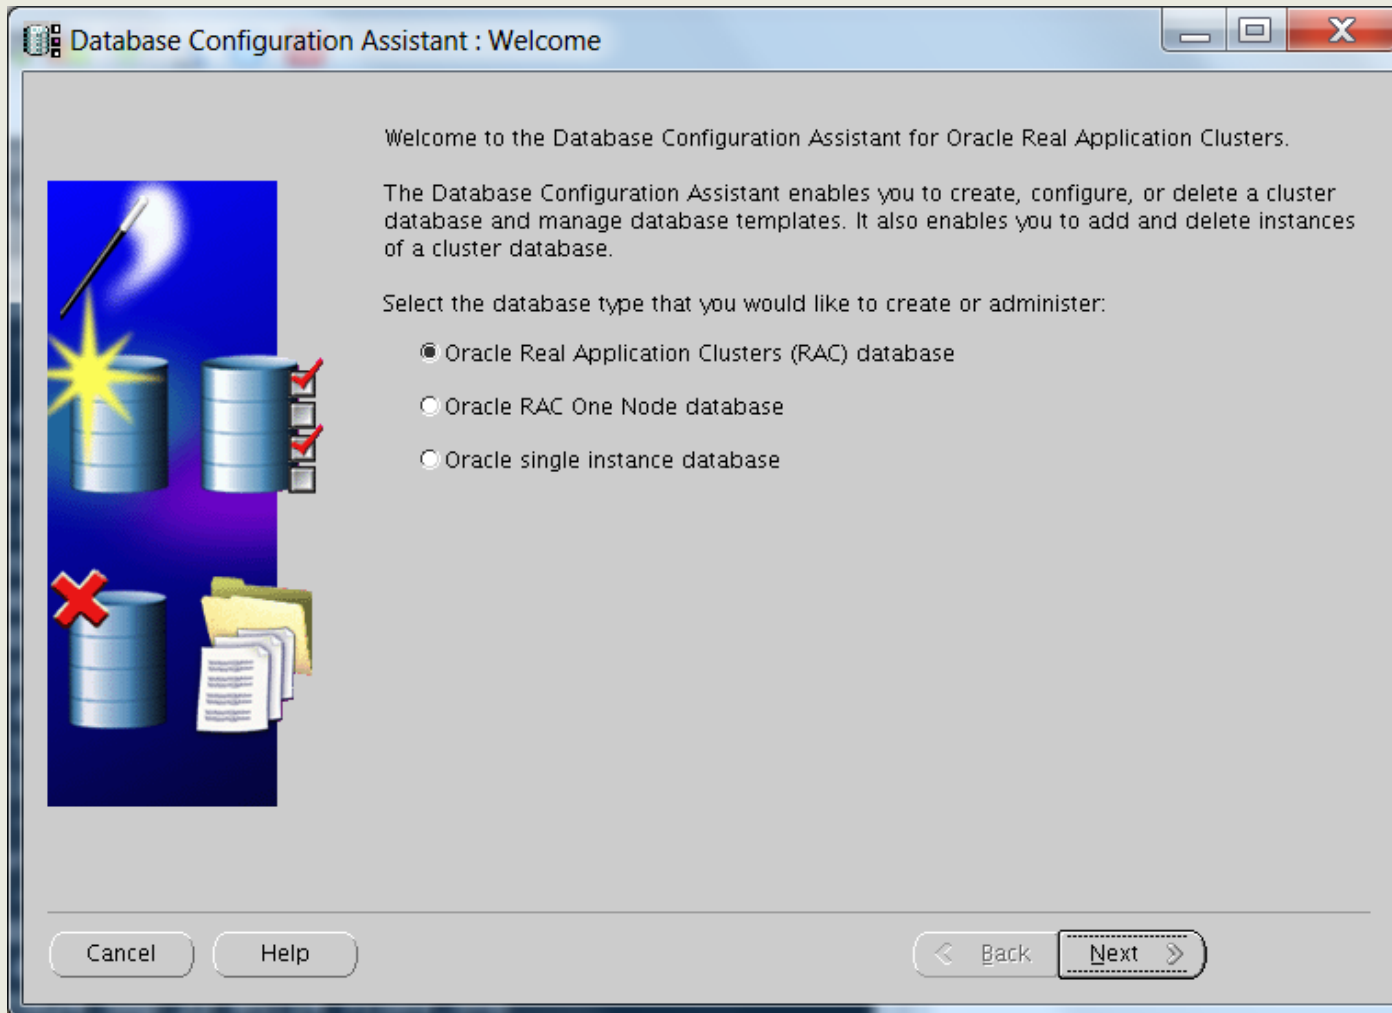 Database Configuration Assistant : Welcome
Welcome to the Database Configuration Assistant for Oracle Real Application Clusters.
The Database Configuration Assistant enables you to create, configure, or delete a cluster
database and manage database templates. It also enables you to add and delete instances
of a cluster database.
Select the database type that you would like to create or administer:
Oracle Real Application Clusters (RAC) database
Oracle RAC One Node database
Oracle single instance database
Cancel Help Back Next